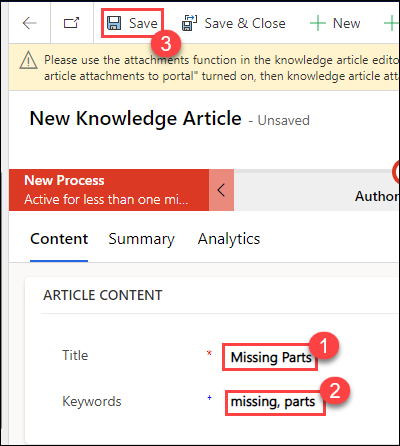 Save
Save & Close
New
3
Please use the attachments function in the knowledge article edito
article attachments to portal" turned on, then knowledge article atta
New Knowledge Article - Unsaved
New Process
Active for less than one mi...
Author
Content Summary Analytics
ARTICLE CONTENT
1
Title * Missing Parts
2
Keywords + missing, parts